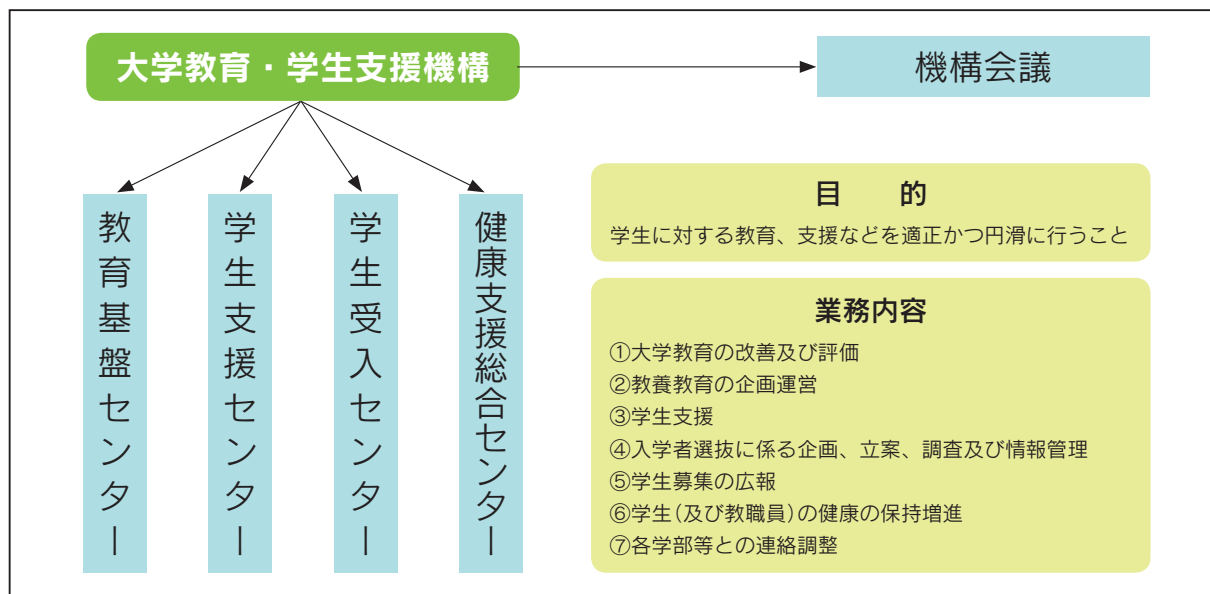 大学教育・学生支援機構
機構会議
教育基盤センター
学生支援センター
学生受入センター
健康支援総合センター
目　的
学生に対する教育、支援などを適正かつ円滑に行うこと
業務内容
①大学教育の改善及び評価
②教養教育の企画運営
③学生支援
④入学者選抜に係る企画、立案、調査及び情報管理
⑤学生募集の広報
⑥学生(及び教職員)の健康の保持増進
⑦各学部等との連絡調整